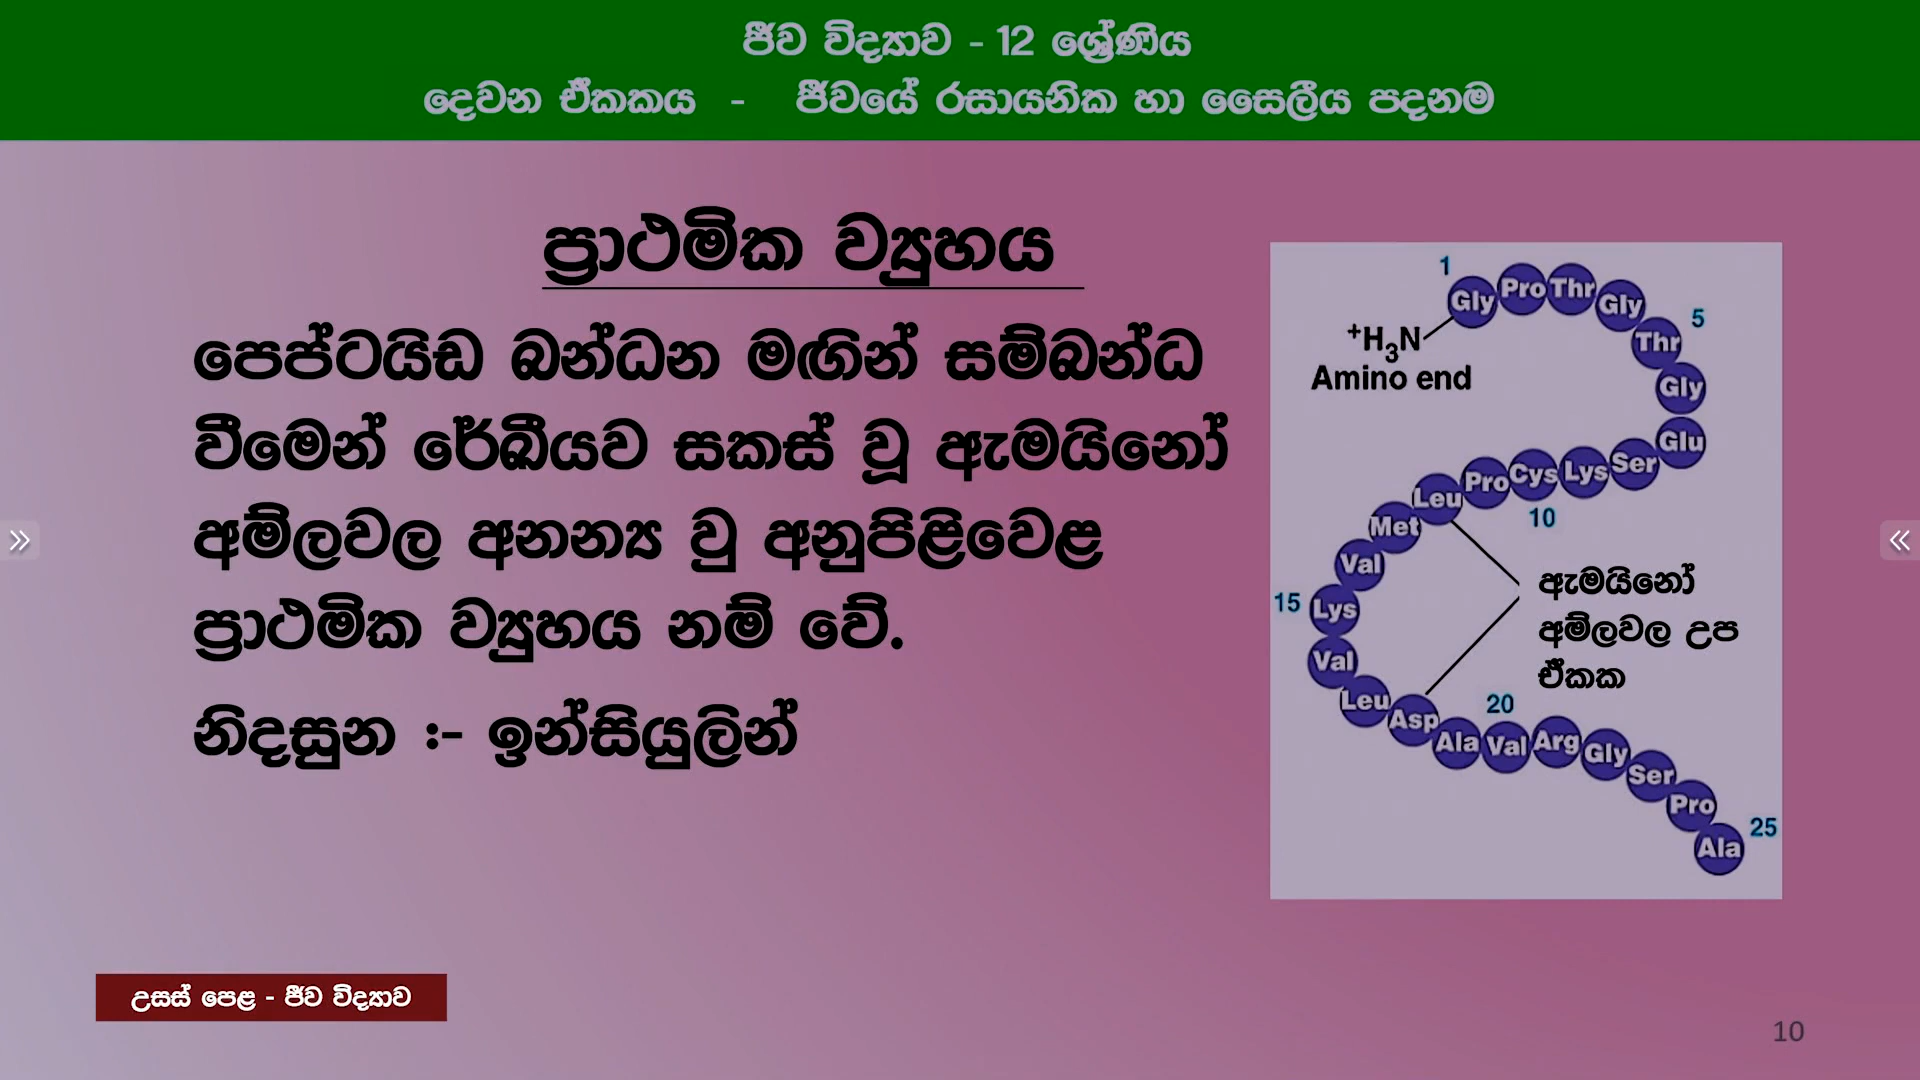 ජීව විද්‍යාව - 12 ශ්‍රේණිය
දෙවන ඒකකය - ජීවයේ රසායනික හා සෛලීය පදනම
ප්‍රාථමික ව්‍යුහය
පෙප්ටයිඩ බන්ධන මඟින් සම්බන්ධ
වීමෙන් රේඛීයව සකස් වූ ඇමයිනෝ
අම්ලවල අනන්‍ය වු අනුපිළිවෙළ
ප්‍රාථමික ව්‍යුහය නම් වේ.
නිදසුන :- ඉන්සියුලින්
1
Gly Pro Thr Gly
5
Thr
+H3N
Amino end
Gly
Glu
Leu Pro Cys Lys Ser
10
Met
Val
15 Lys
ඇමයිනෝ
අම්ලවල උප
ඒකක
Val
Leu Asp
20
Ala Val Arg Gly
Ser
Pro
25
Ala
උසස් පෙළ - ජීව විද්‍යාව
10